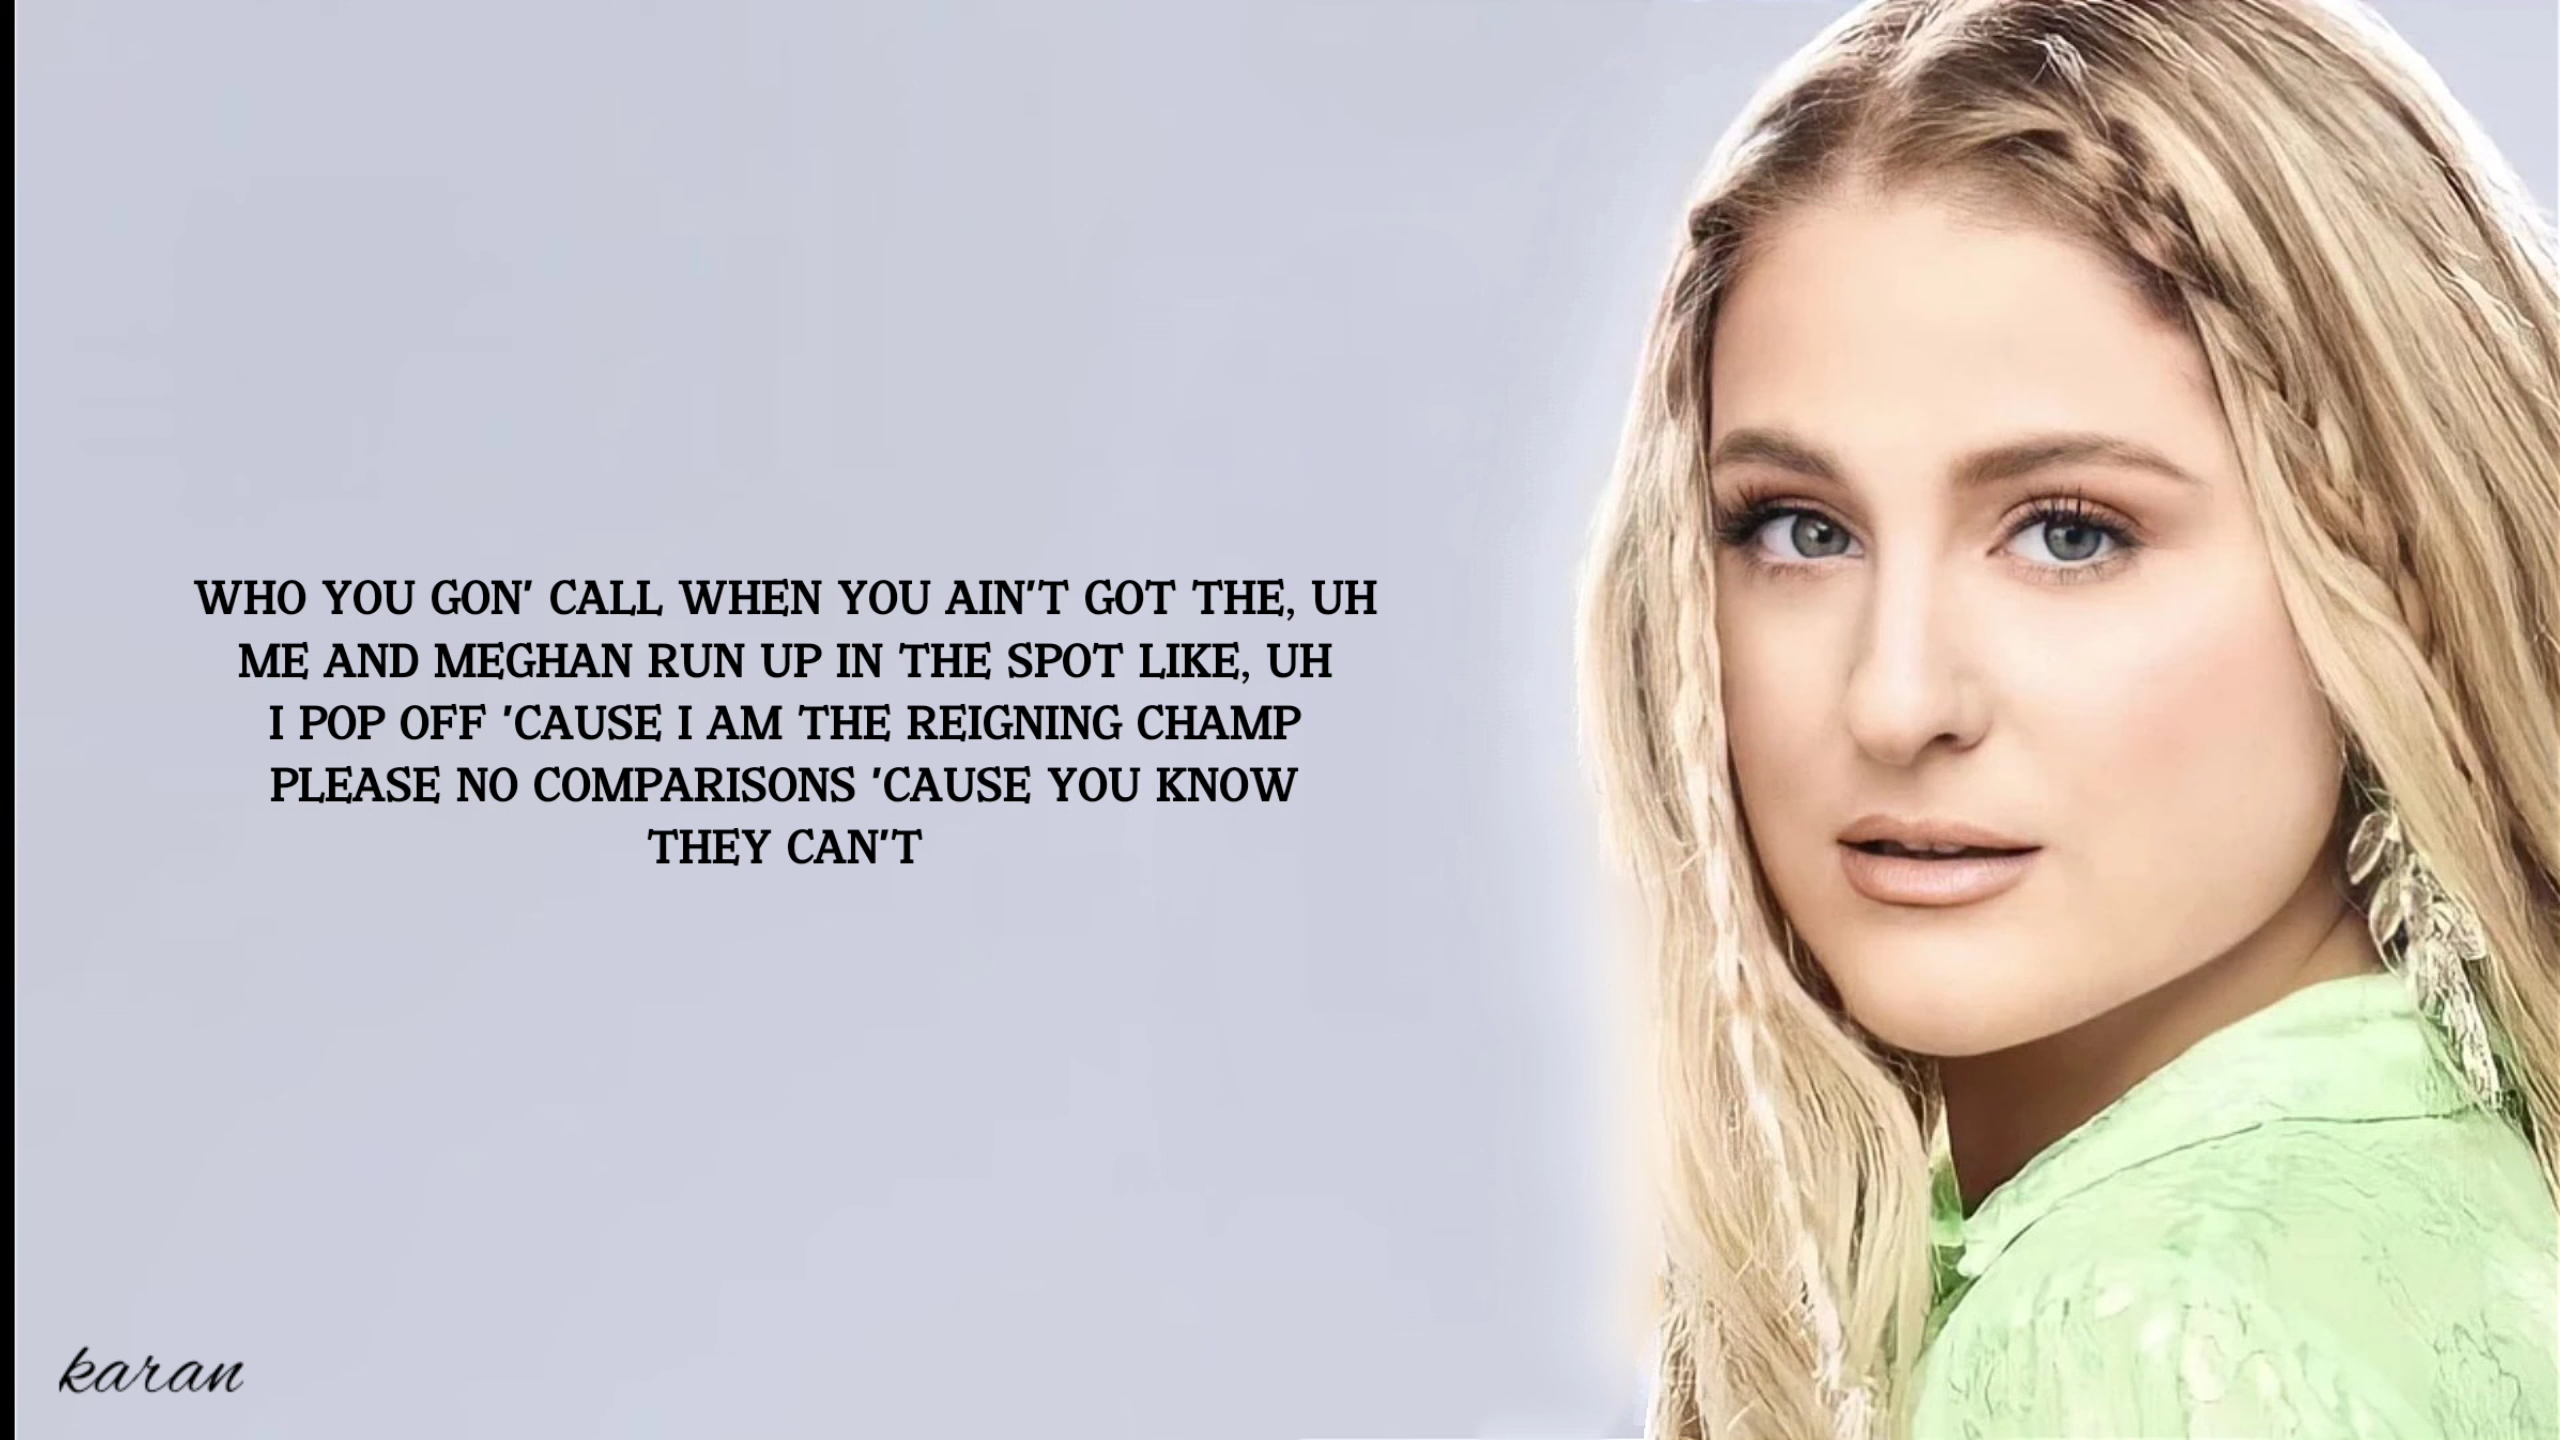 WHO YOU GON' CALL WHEN YOU AIN'T GOT THE, UH
ME AND MEGHAN RUN UP IN THE SPOT LIKE, UH
I POP OFF 'CAUSE I AM THE REIGNING CHAMP
PLEASE NO COMPARISONS 'CAUSE YOU KNOW
THEY CAN'T
karan